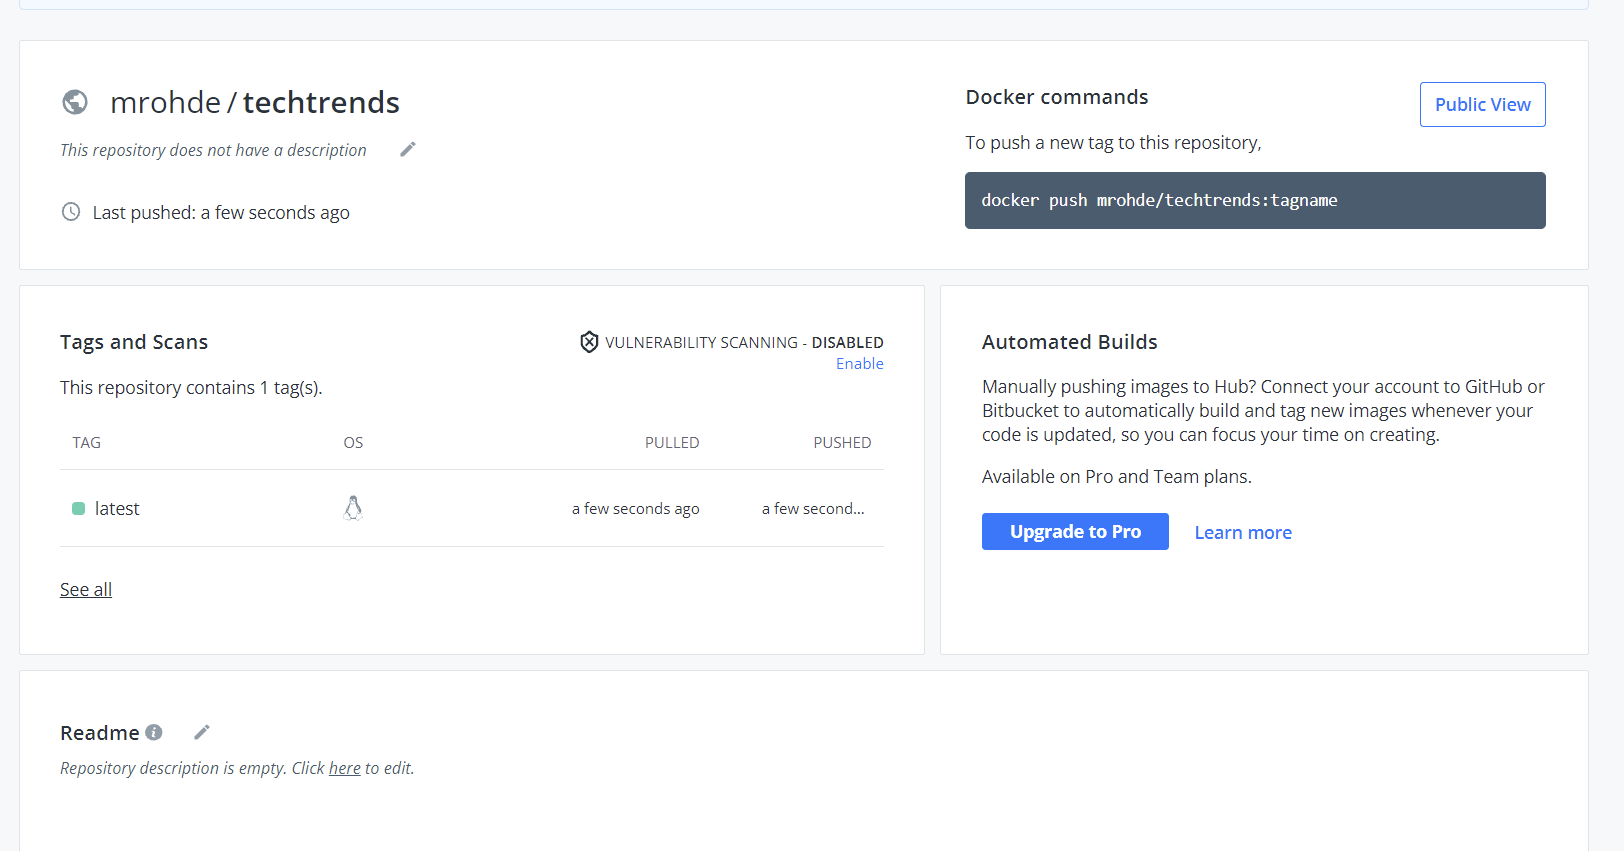 mrohde / techtrends
This repository does not have a description
Last pushed: a few seconds ago
Docker commands
Public View
To push a new tag to this repository,
docker push mrohde/techtrends:tagname
Tags and Scans
VULNERABILITY SCANNING - DISABLED
Enable
This repository contains 1 tag(s).
TAG OS PULLED PUSHED
latest a few seconds ago a few second...
See all
Automated Builds
Manually pushing images to Hub? Connect your account to GitHub or
Bitbucket to automatically build and tag new images whenever your
code is updated, so you can focus your time on creating.
Available on Pro and Team plans.
Upgrade to Pro Learn more
Readme
Repository description is empty. Click here to edit.